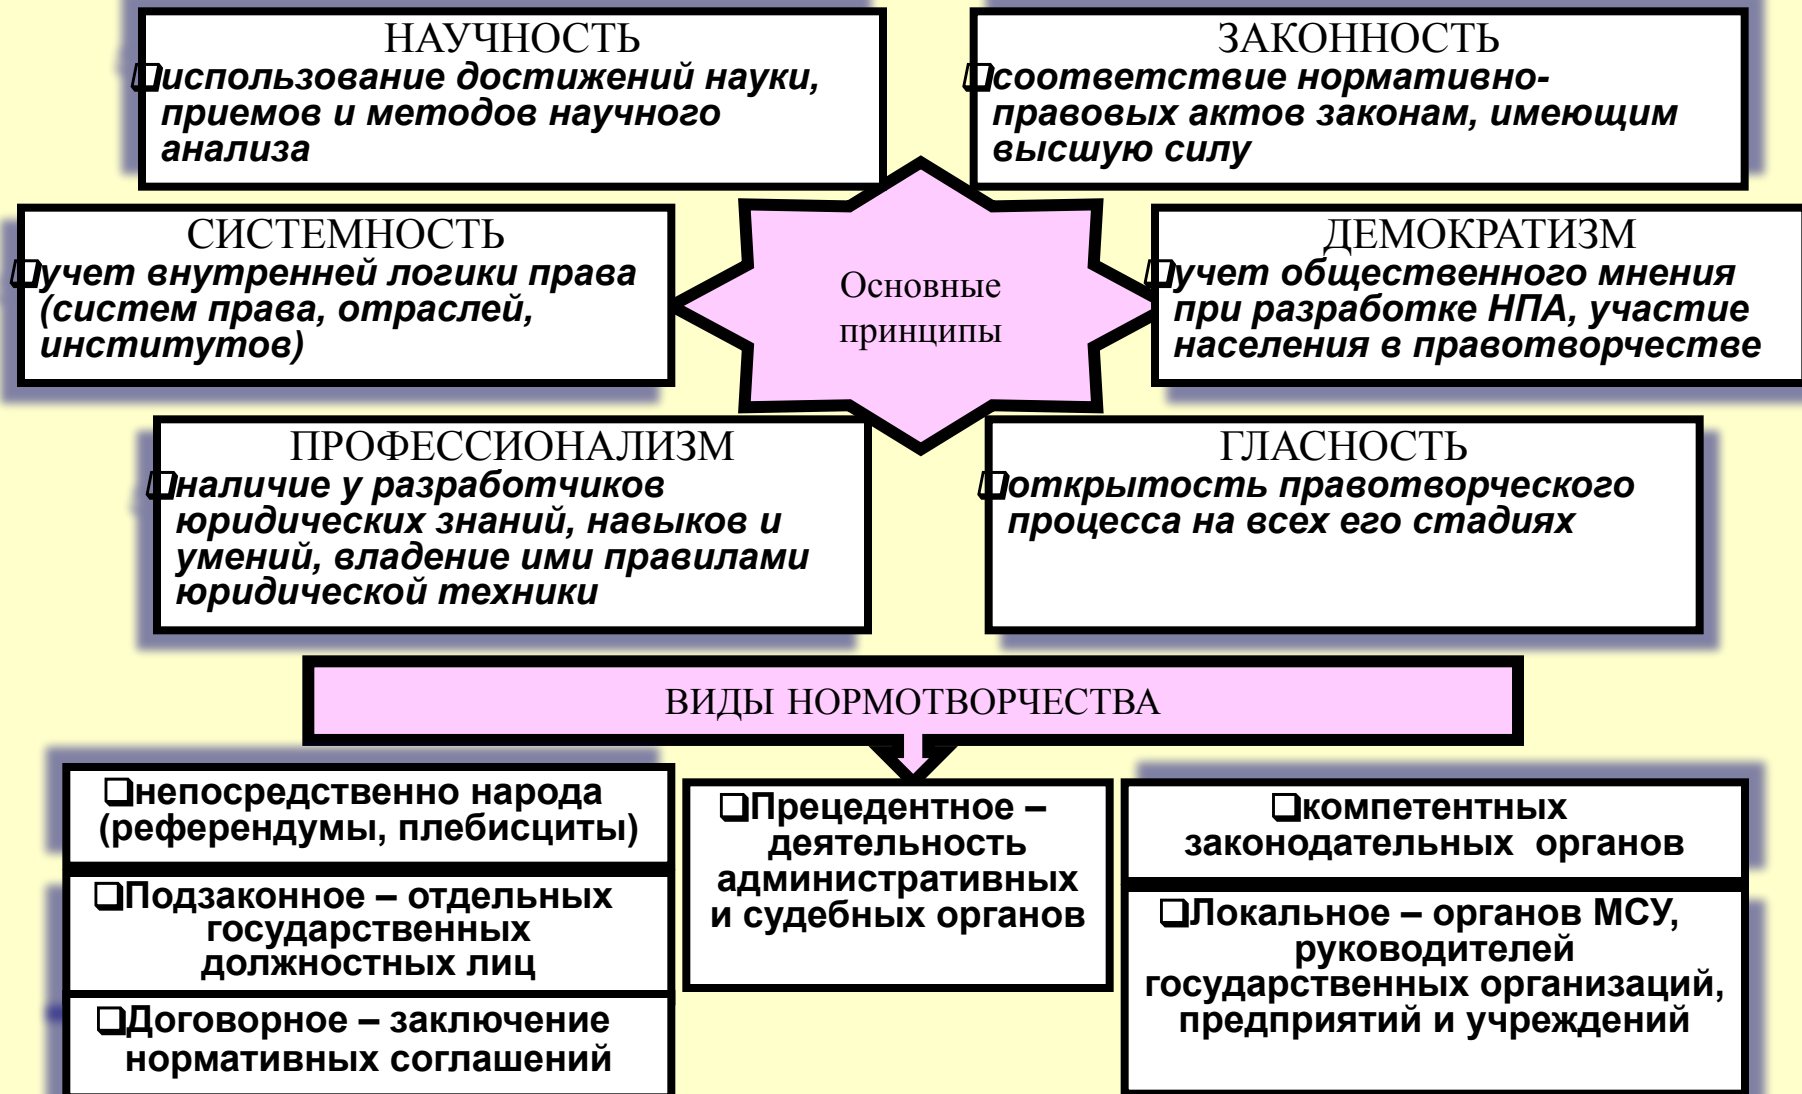 НАУЧНОСТЬ
❑использование достижений науки,
приемов и методов научного
анализа
ЗАКОННОСТЬ
❑соответствие нормативно-
правовых актов законам, имеющим
высшую силу
СИСТЕМНОСТЬ
❑учет внутренней логики права
(систем права, отраслей,
институтов)
Основные
принципы
ДЕМОКРАТИЗМ
❑учет общественного мнения
при разработке НПА, участие
населения в правотворчестве
ПРОФЕССИОНАЛИЗМ
❑наличие у разработчиков
юридических знаний, навыков и
умений, владение ими правилами
юридической техники
ГЛАСНОСТЬ
❑открытость правотворческого
процесса на всех его стадиях
ВИДЫ НОРМОТВОРЧЕСТВА
❑непосредственно народа
(референдумы, плебисциты)
❑Подзаконное – отдельных
государственных
должностных лиц
❑Договорное – заключение
нормативных соглашений
❑Прецедентное –
деятельность
административных
и судебных органов
❑компетентных
законодательных органов
❑Локальное – органов МСУ,
руководителей
государственных организаций,
предприятий и учреждений